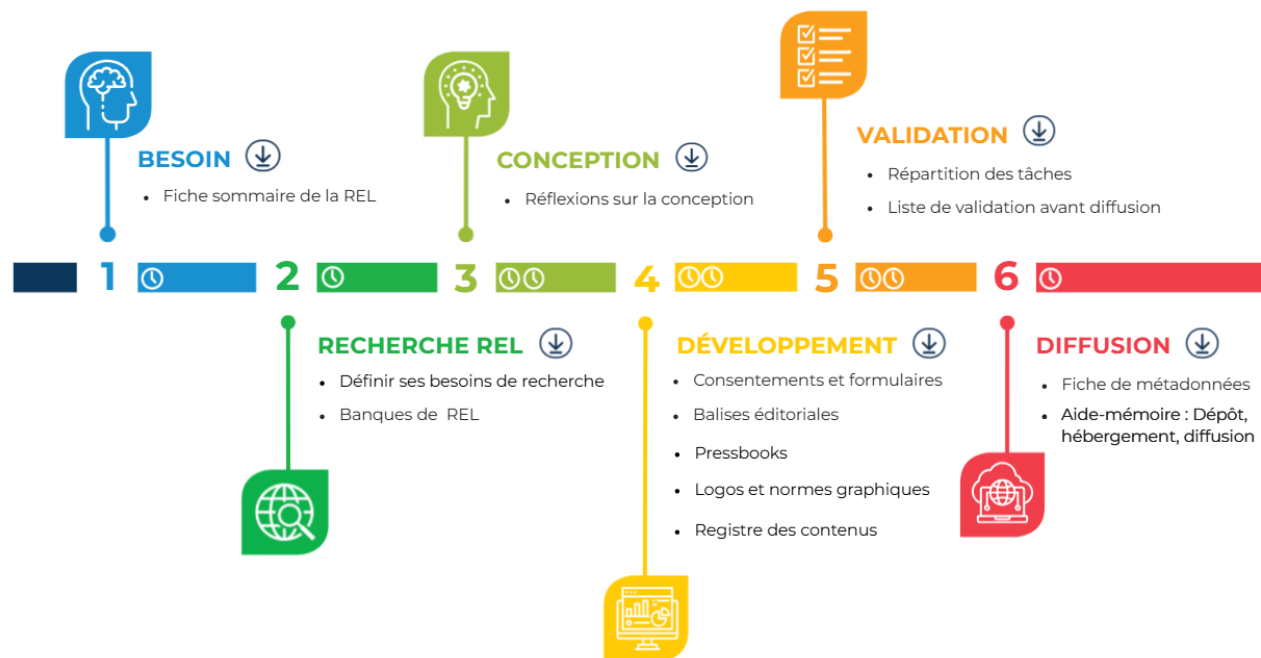 1
BESOIN
• Fiche sommaire de la REL
2
RECHERCHE REL
• Définir ses besoins de recherche
• Banques de REL
3
CONCEPTION
• Réflexions sur la conception
4
DÉVELOPPEMENT
• Consentements et formulaires
• Balises éditoriales
• Pressbooks
• Logos et normes graphiques
• Registre des contenus
5
VALIDATION
• Répartition des tâches
• Liste de validation avant diffusion
6
DIFFUSION
• Fiche de métadonnées
• Aide-mémoire : Dépôt,
hébergement, diffusion